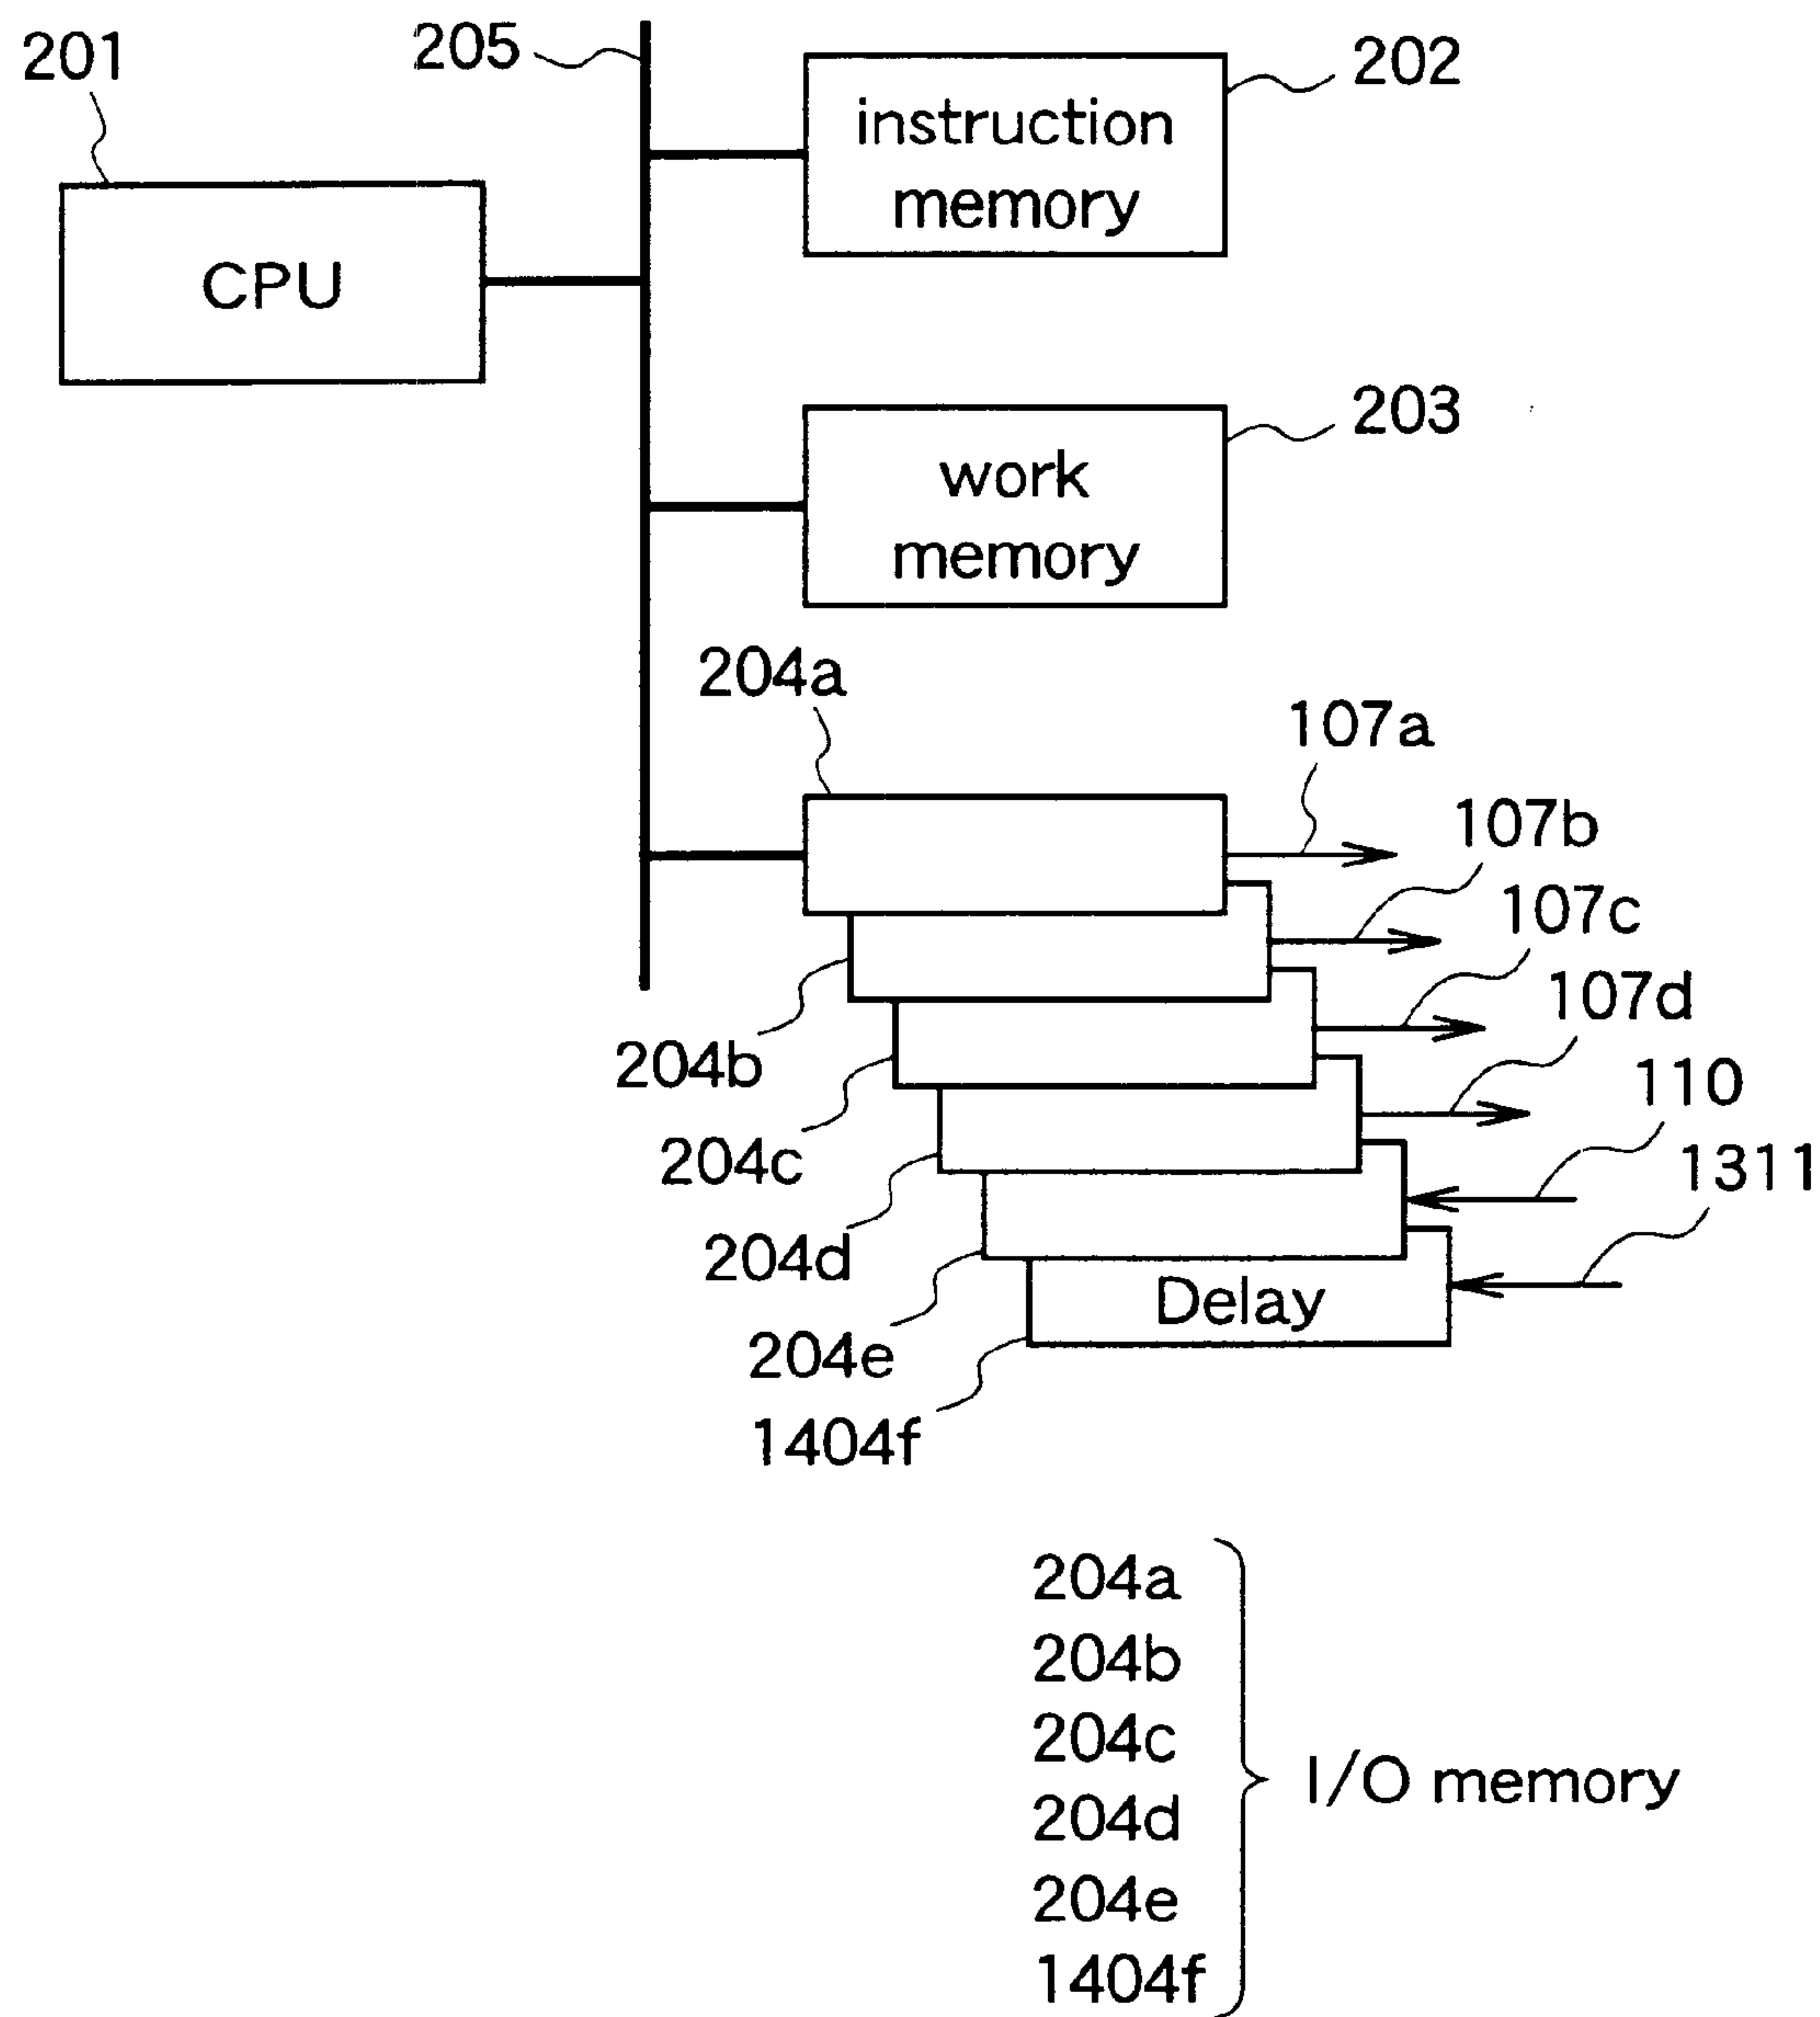 201
205
202
instruction
memory
CPU
203
work
memory
204a
107a
107b
107c
107d
110
1311
204b
204c
204d
204e
1404f
Delay
204a
204b
204c
204d
204e
1404f
I/O memory